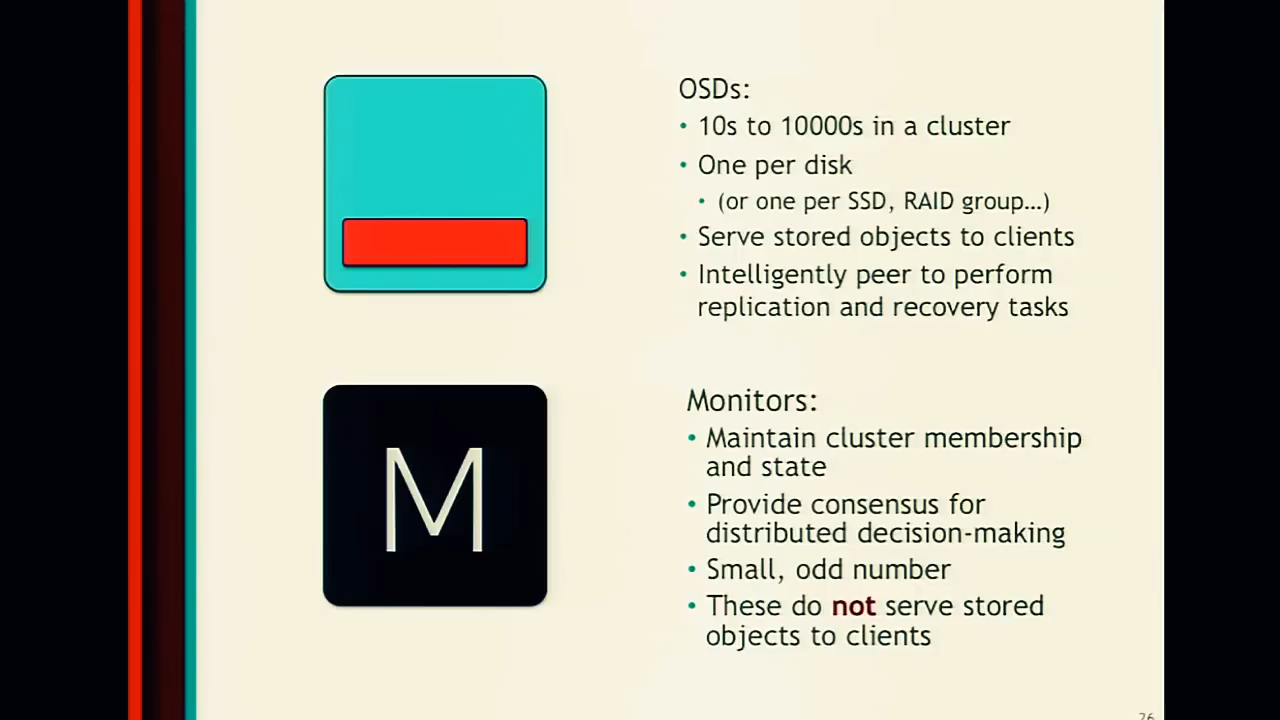 OSDs:
• 10s to 10000s in a cluster
• One per disk
• (or one per SSD, RAID group…)
• Serve stored objects to clients
• Intelligently peer to perform
replication and recovery tasks
M
Monitors:
• Maintain cluster membership
and state
• Provide consensus for
distributed decision-making
• Small, odd number
• These do not serve stored
objects to clients
26